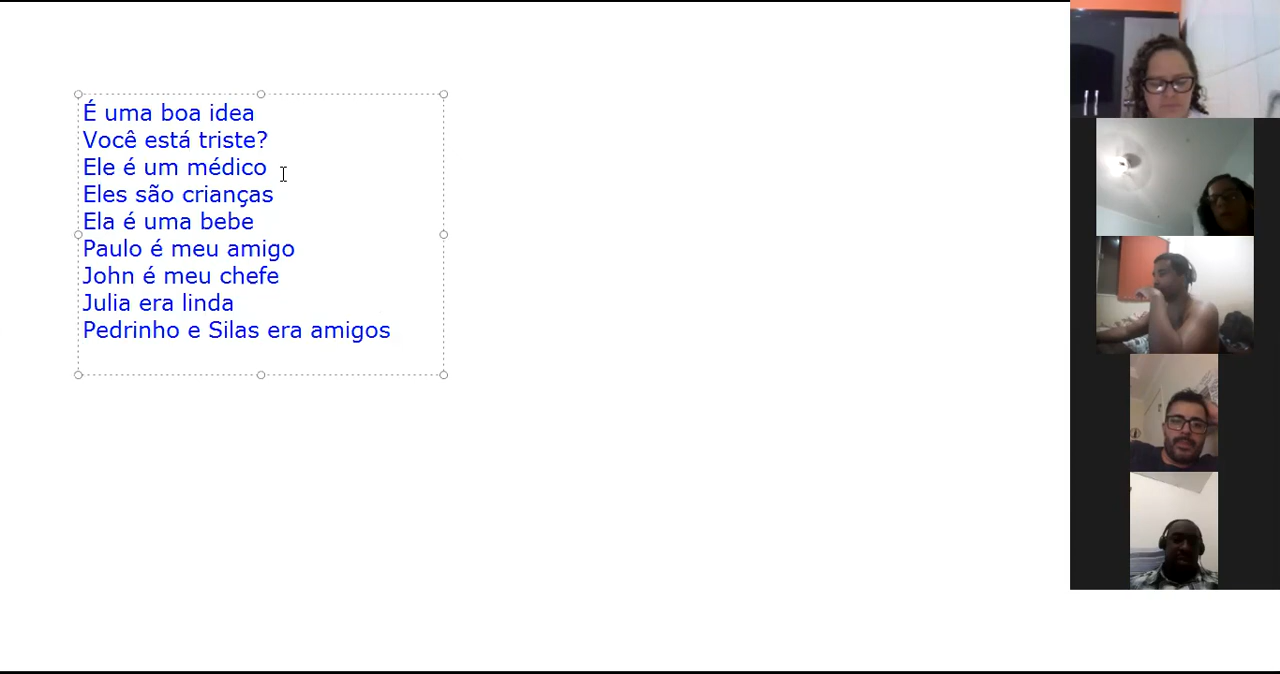 É uma boa idea
Você está triste?
Ele é um médico
Eles são crianças
Ela é uma bebe
Paulo é meu amigo
John é meu chefe
Julia era linda
Pedrinho e Silas era amigos